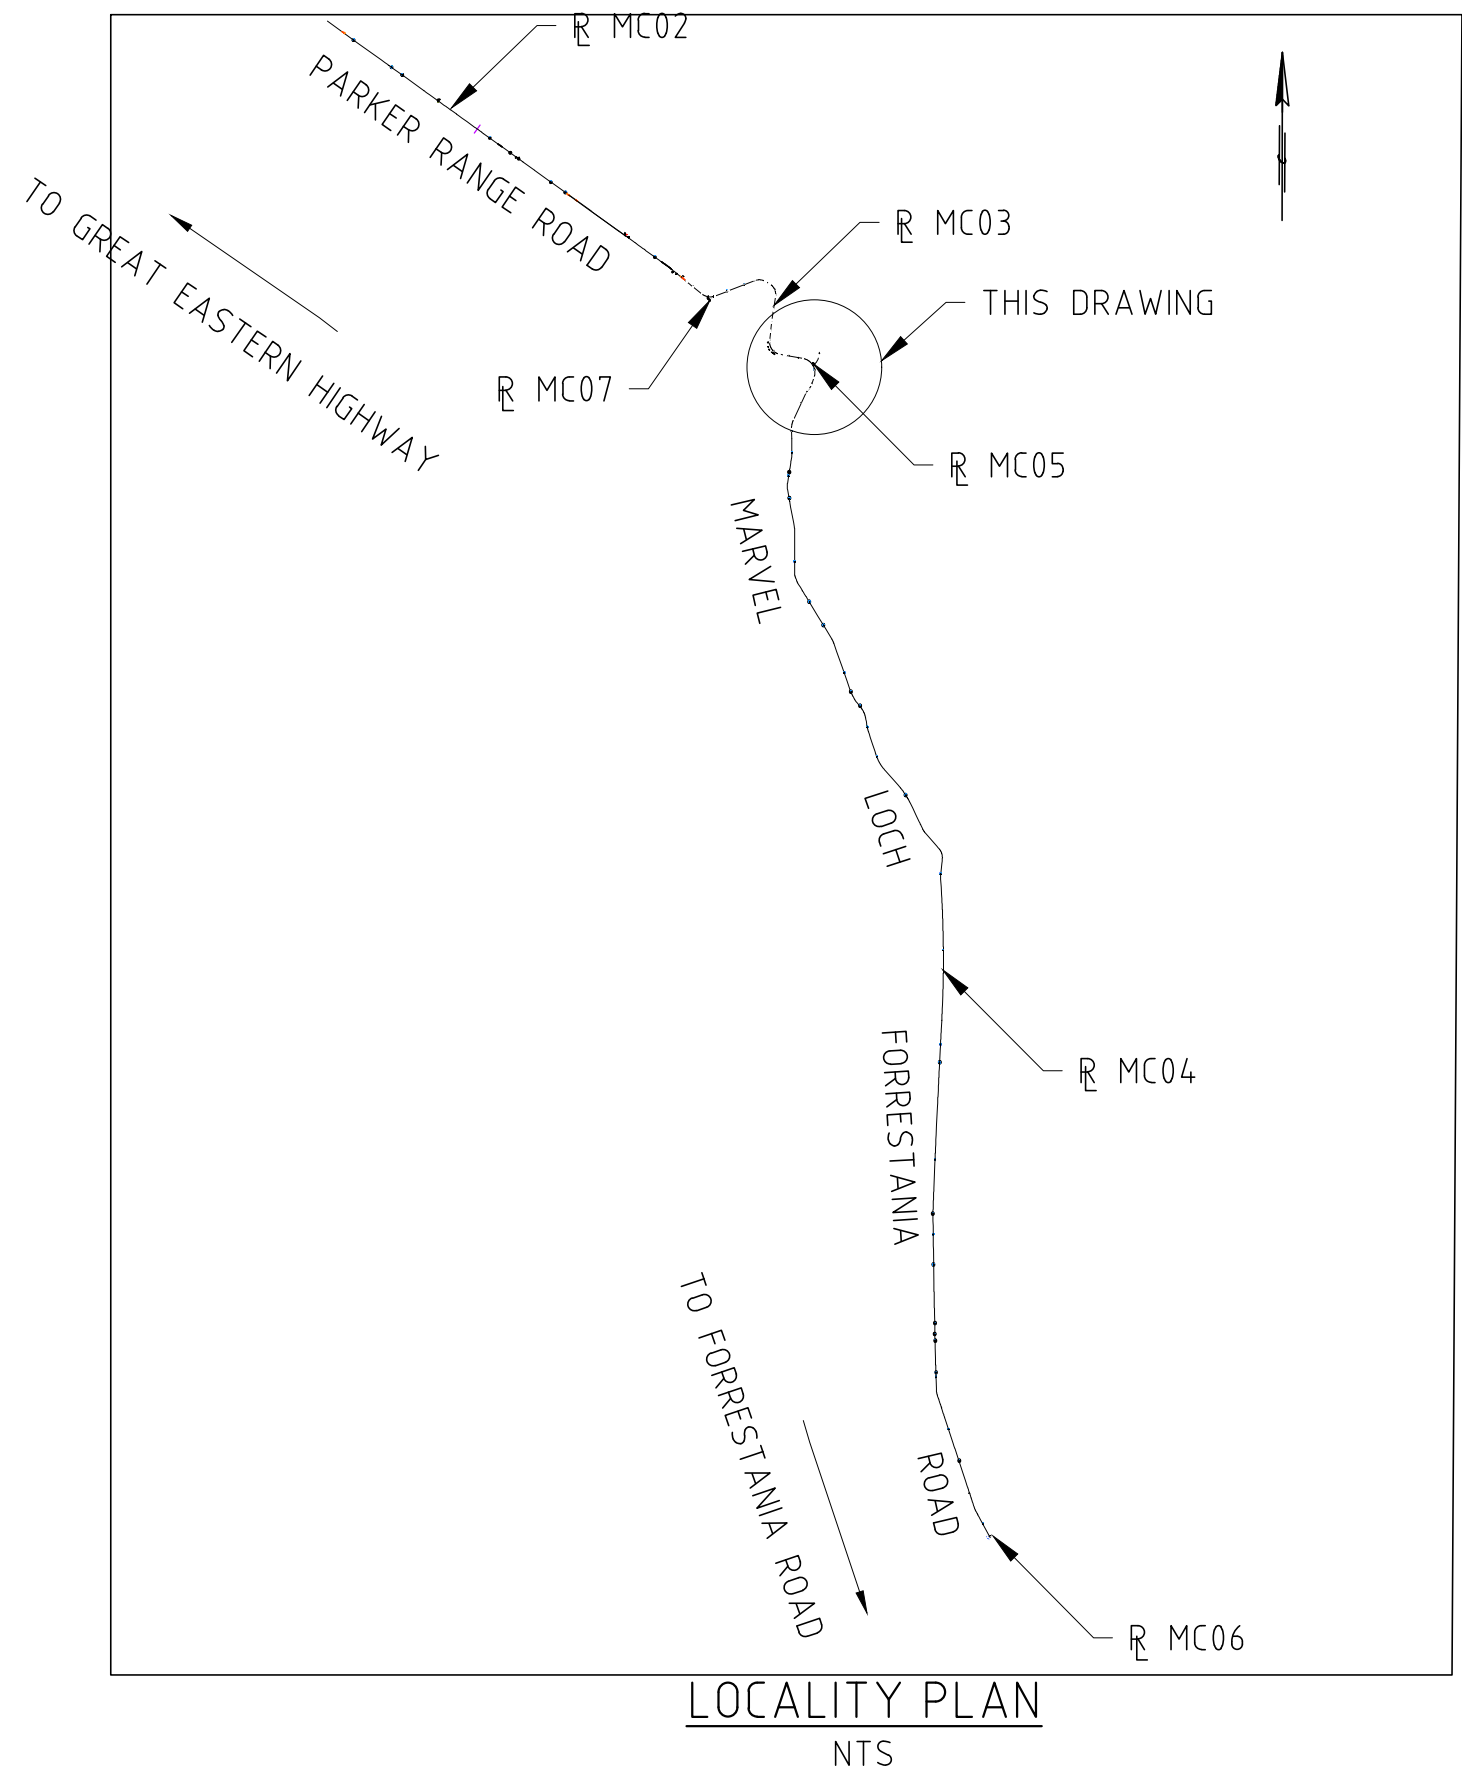 ℞ MC02
PARKER RANGE ROAD
TO GREAT EASTERN HIGHWAY
℞ MC03
THIS DRAWING
℞ MC07
℞ MC05
MARVEL
LOCH
FORRESTANIA
ROAD
℞ MC04
TO FORRESTANIA ROAD
℞ MC06
LOCALITY PLAN
NTS